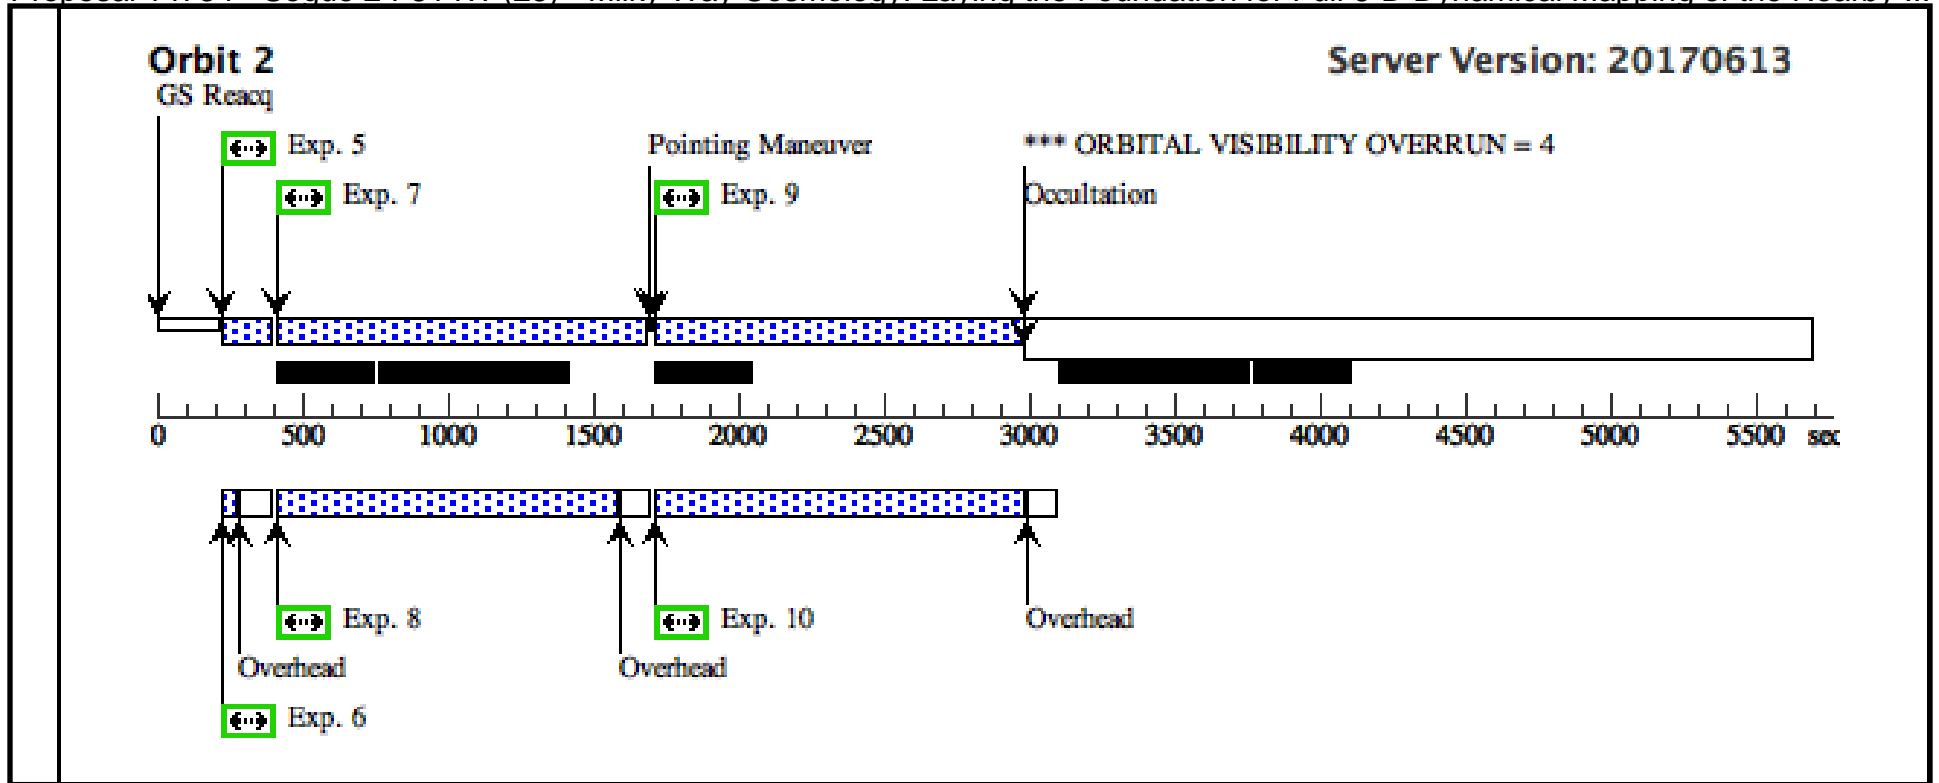 Orbit 2
Server Version: 20170613
GS Reacq
Exp. 5
Pointing Maneuver
*** ORBITAL VISIBILITY OVERRUN = 4
Exp. 7
Exp. 9
Occultation
0 500 1000 1500 2000 2500 3000 3500 4000 4500 5000 5500 sec
Exp. 8
Exp. 10
Overhead
Overhead
Overhead
Exp. 6